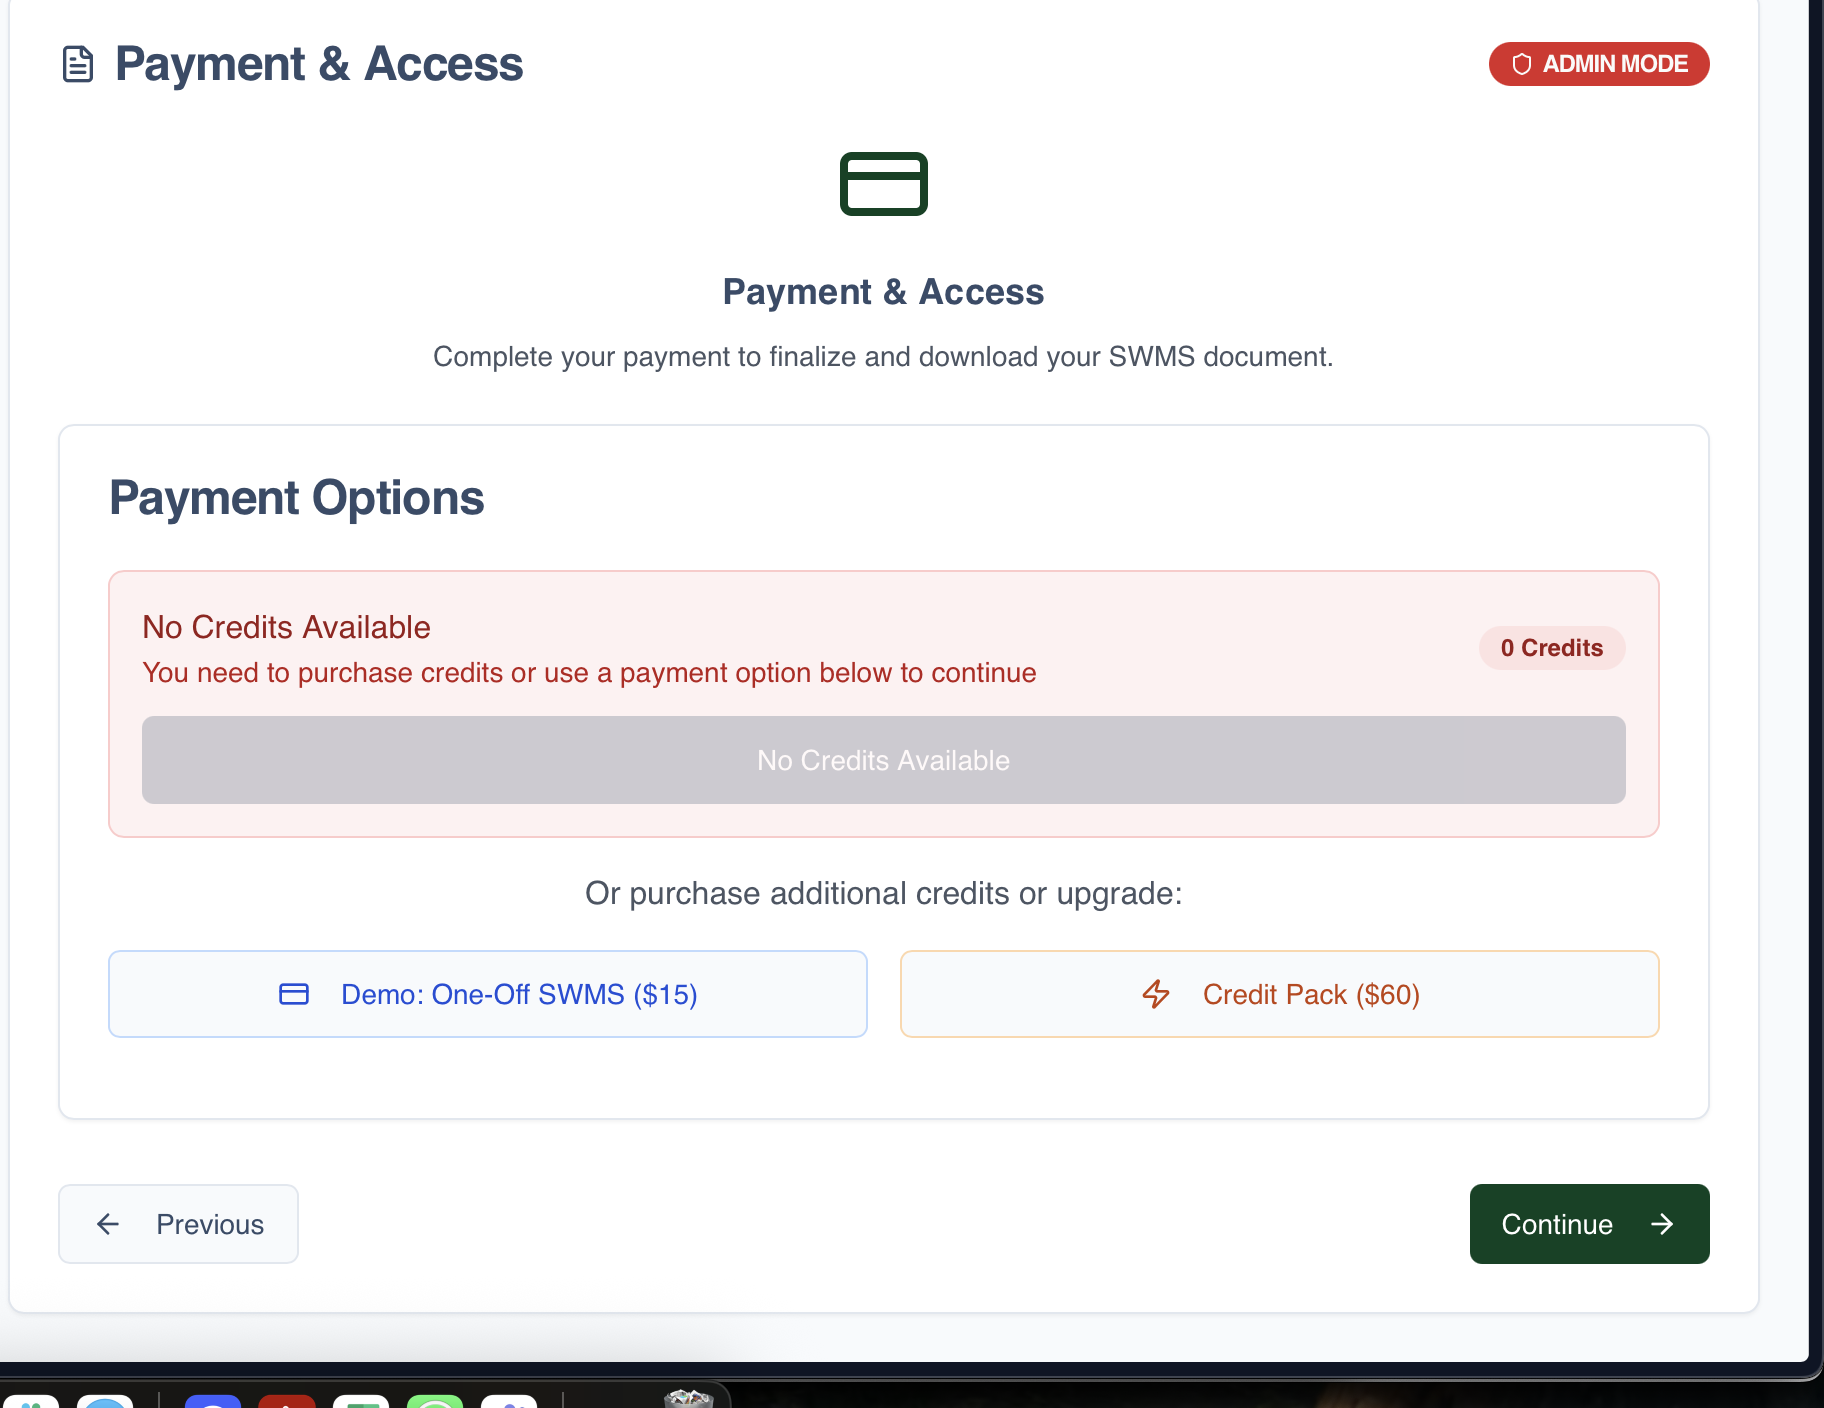 Payment & Access
ADMIN MODE
Payment & Access
Complete your payment to finalize and download your SWMS document.
Payment Options
No Credits Available
0 Credits
You need to purchase credits or use a payment option below to continue
No Credits Available
Or purchase additional credits or upgrade:
Demo: One-Off SWMS ($15)
Credit Pack ($60)
Previous
Continue